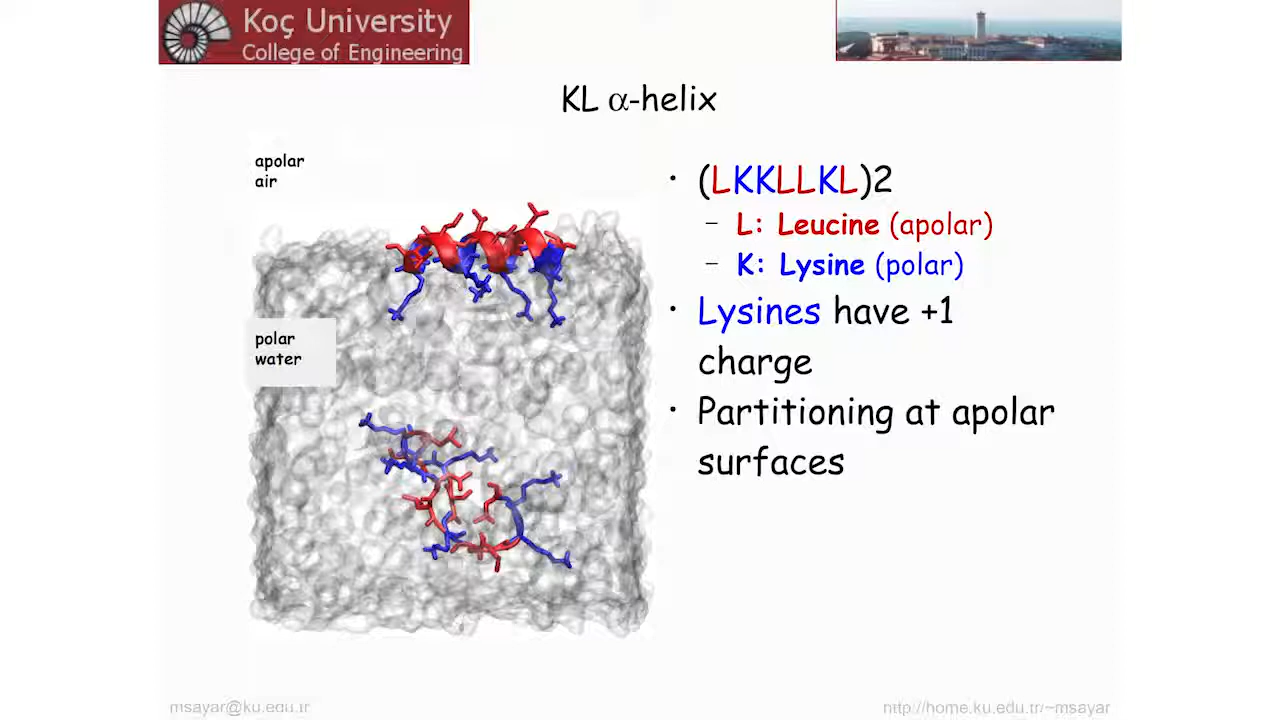 Koç University
College of Engineering
KL α-helix
apolar
air
polar
water
• (LKKLLKL)2
– L: Leucine (apolar)
– K: Lysine (polar)
• Lysines have +1
charge
• Partitioning at apolar
surfaces
msayar@ku.edu.tr
http://home.ku.edu.tr/~msayar